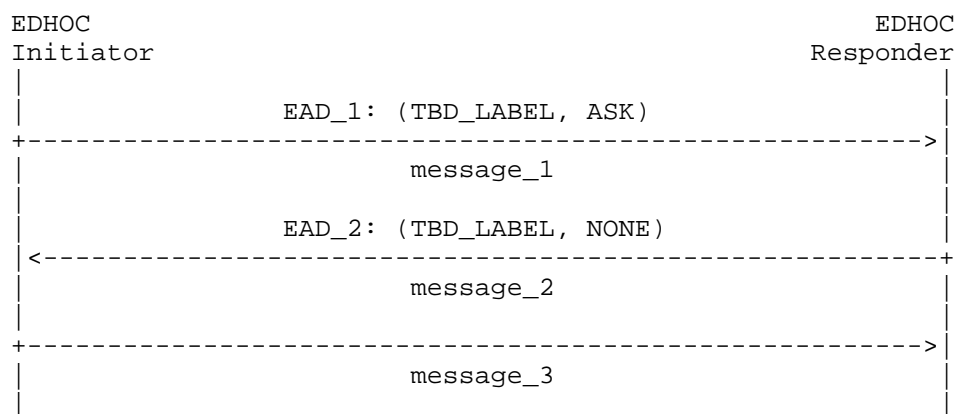 EDHOC EDHOC
Initiator Responder
EAD_1: (TBD_LABEL, ASK)
message_1
EAD_2: (TBD_LABEL, NONE)
message_2
message_3